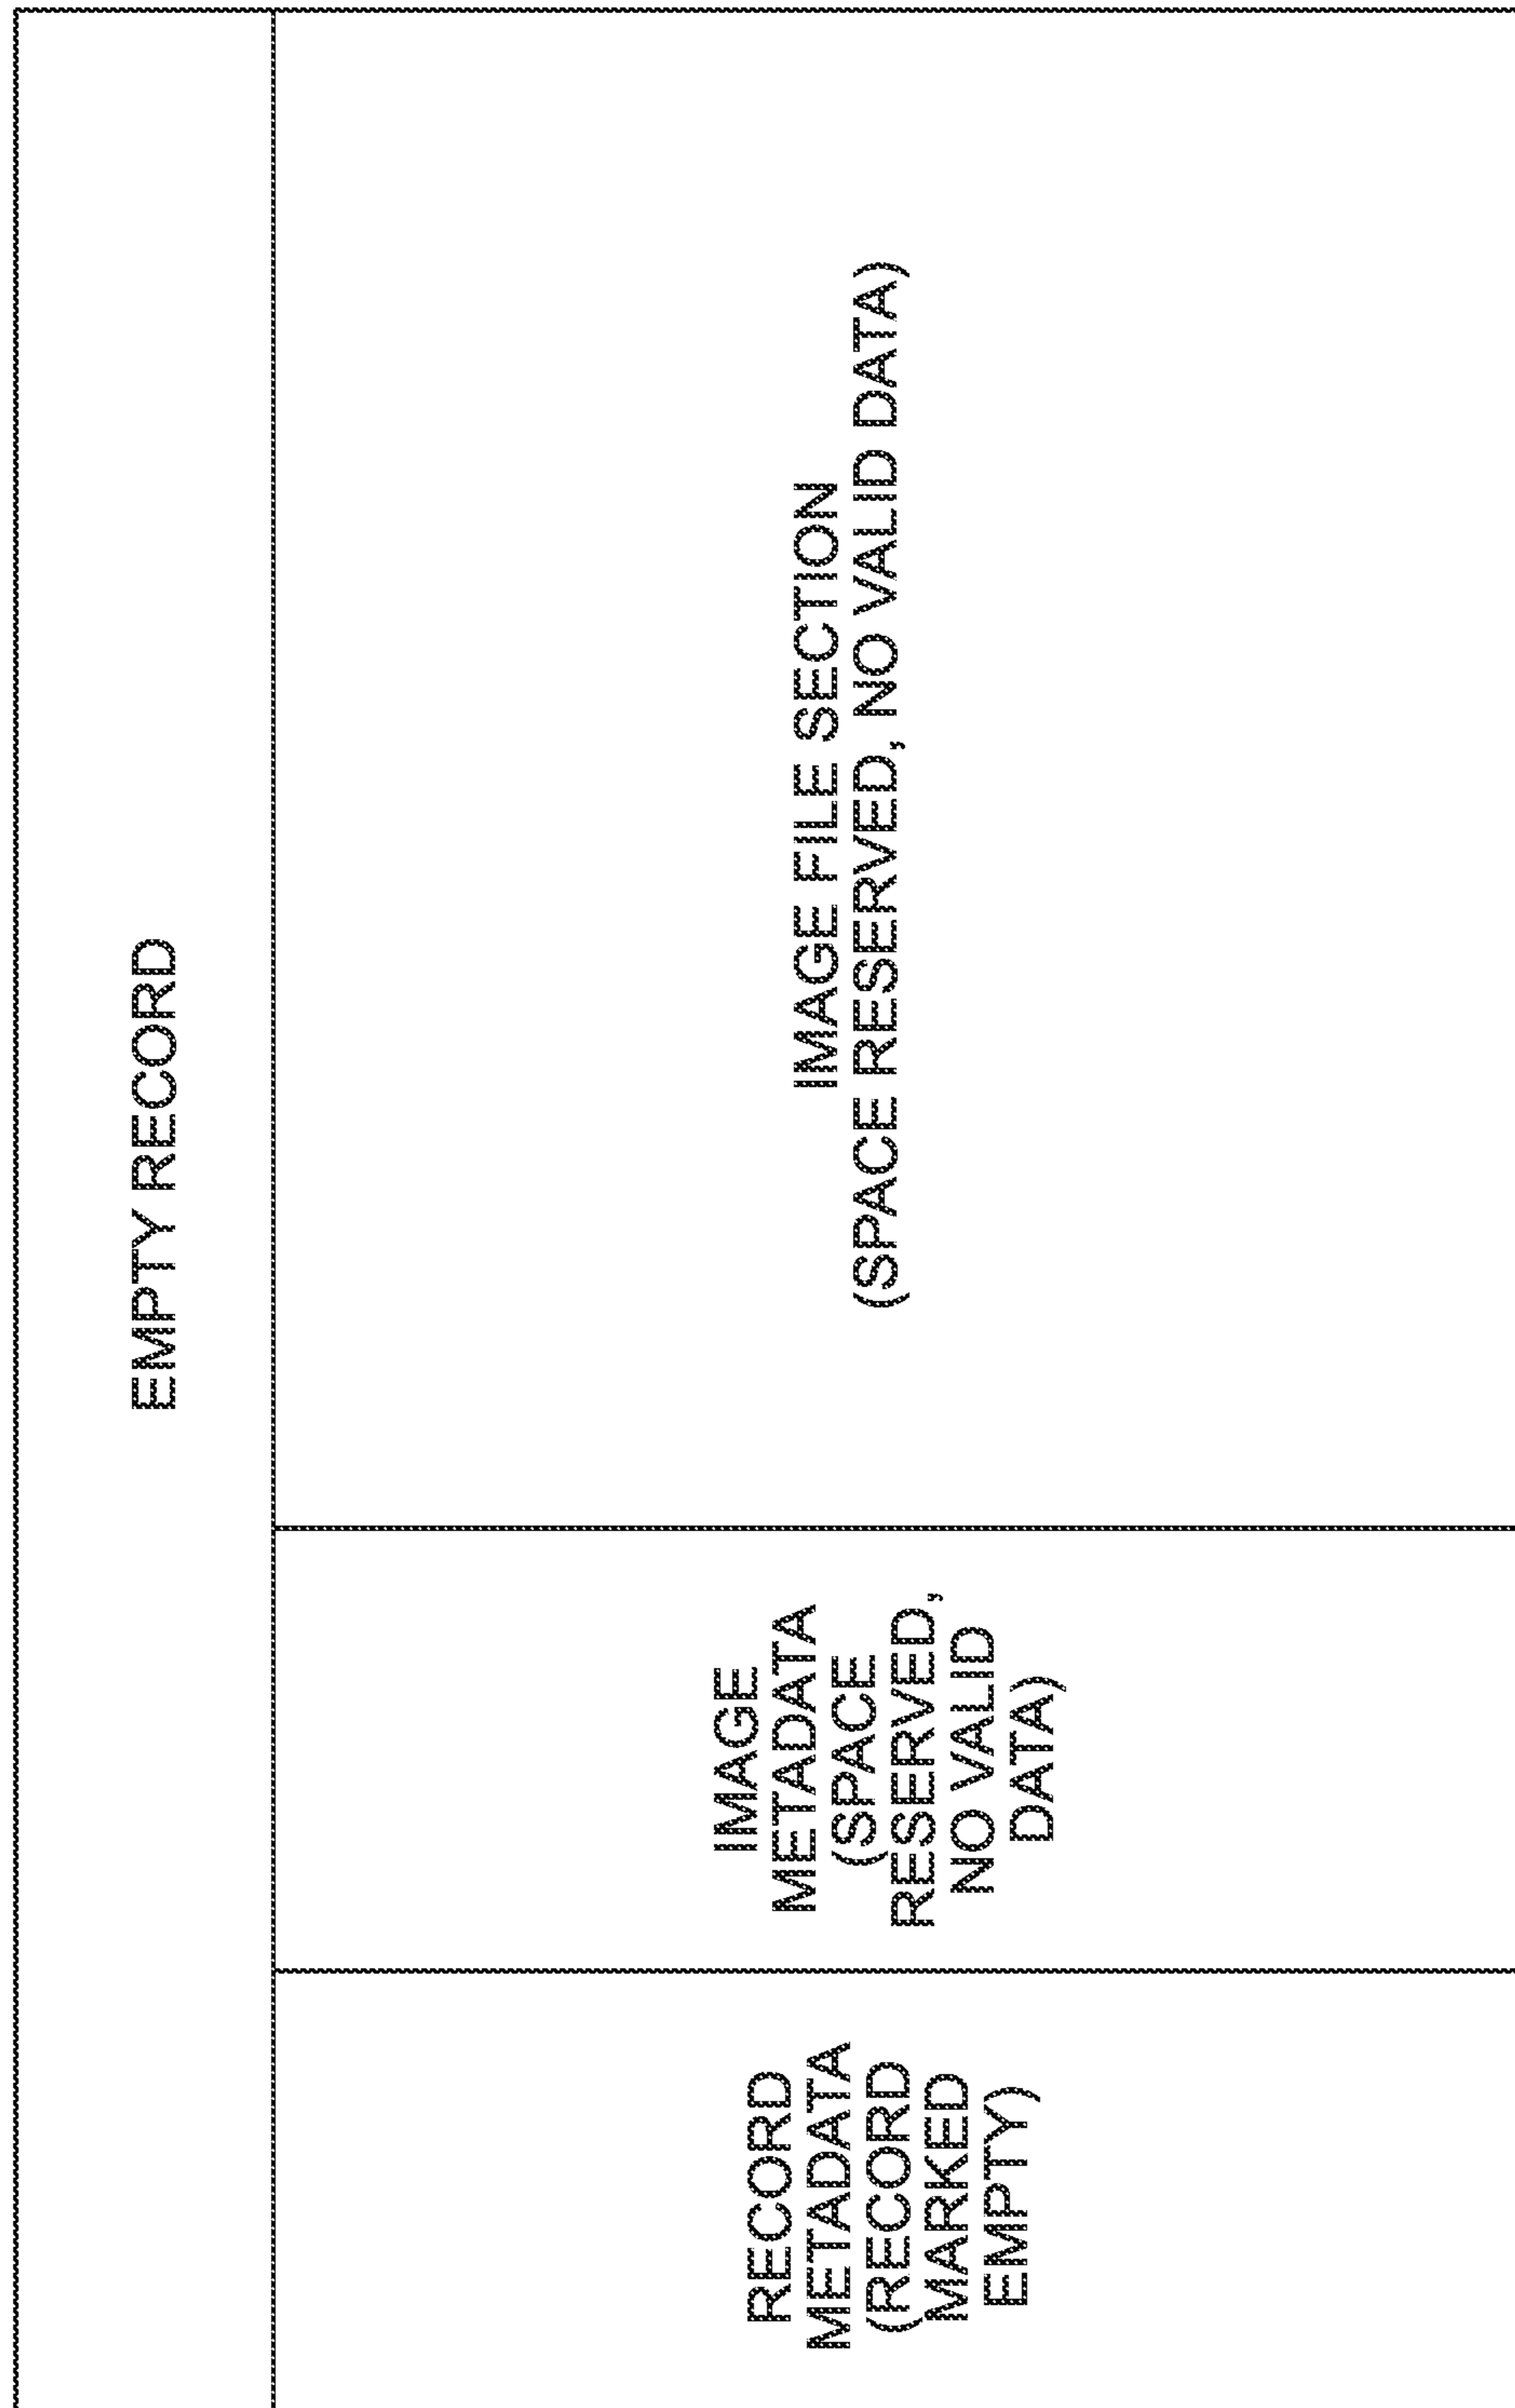 EMPTY RECORD
RECORD
METADATA
(RECORD
MARKED
EMPTY)
IMAGE
METADATA
(SPACE
RESERVED,
NO VALID
DATA)
IMAGE FILE SECTION
(SPACE RESERVED, NO VALID DATA)